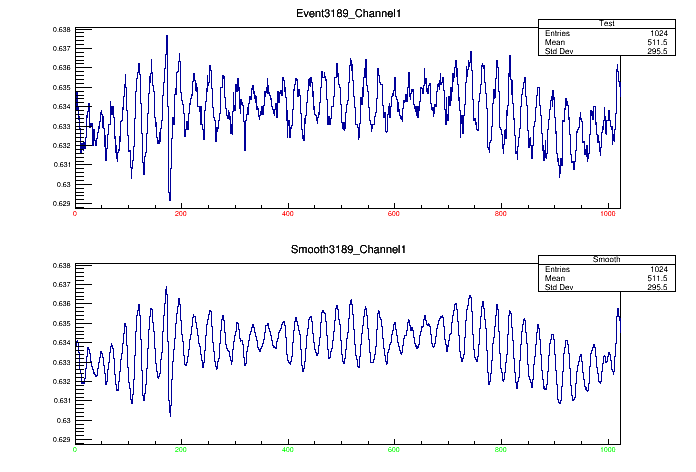 Event3189_Channel1
Test
Entries 1024
Mean 511.5
Std Dev 295.5
0.638
0.637
0.636
0.635
0.634
0.633
0.632
0.631
0.63
0.629
0 200 400 600 800 1000
Smooth3189_Channel1
Smooth
Entries 1024
Mean 511.5
Std Dev 295.5
0.638
0.637
0.636
0.635
0.634
0.633
0.632
0.631
0.63
0.629
0 200 400 600 800 1000